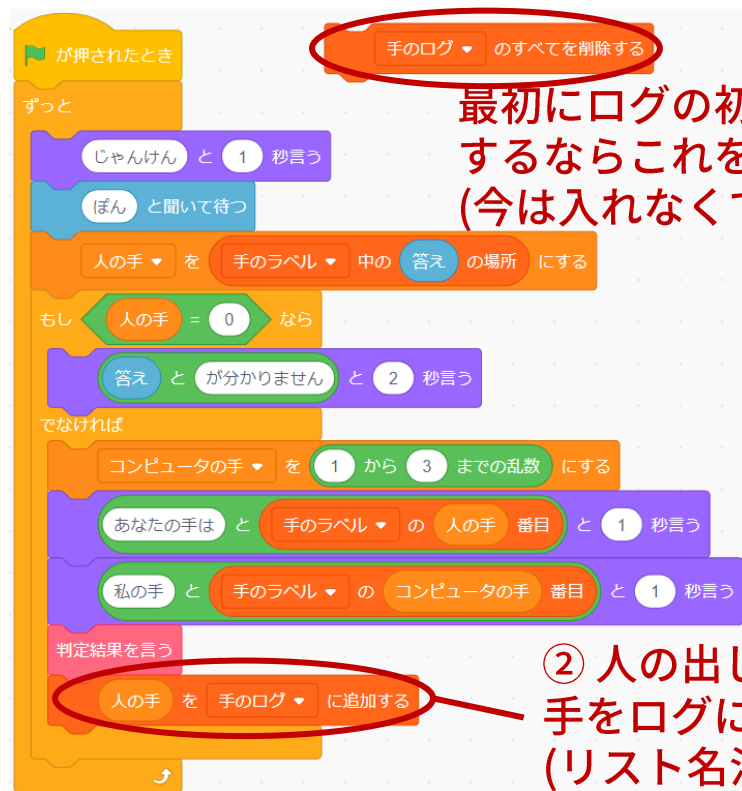 が押されたとき
手のログ のすべてを削除する
ずっと
最初にログの初
するならこれを
(今は入れなく
じゃんけん と 1 秒言う
ぽん と聞いて待つ
人の手 を 手のラベル 中の 答え の場所 にする
もし 人の手 = 0 なら
答え と が分かりません と 2 秒言う
でなければ
コンピュータの手 を 1 から 3 までの乱数 にする
あなたの手は と 手のラベル の 人の手 番目 と 1 秒言う
私の手 と 手のラベル の コンピュータの手 番目 と 1 秒言う
判定結果を言う
人の手 を 手のログ に追加する
② 人の出し
手をログに
(リスト名